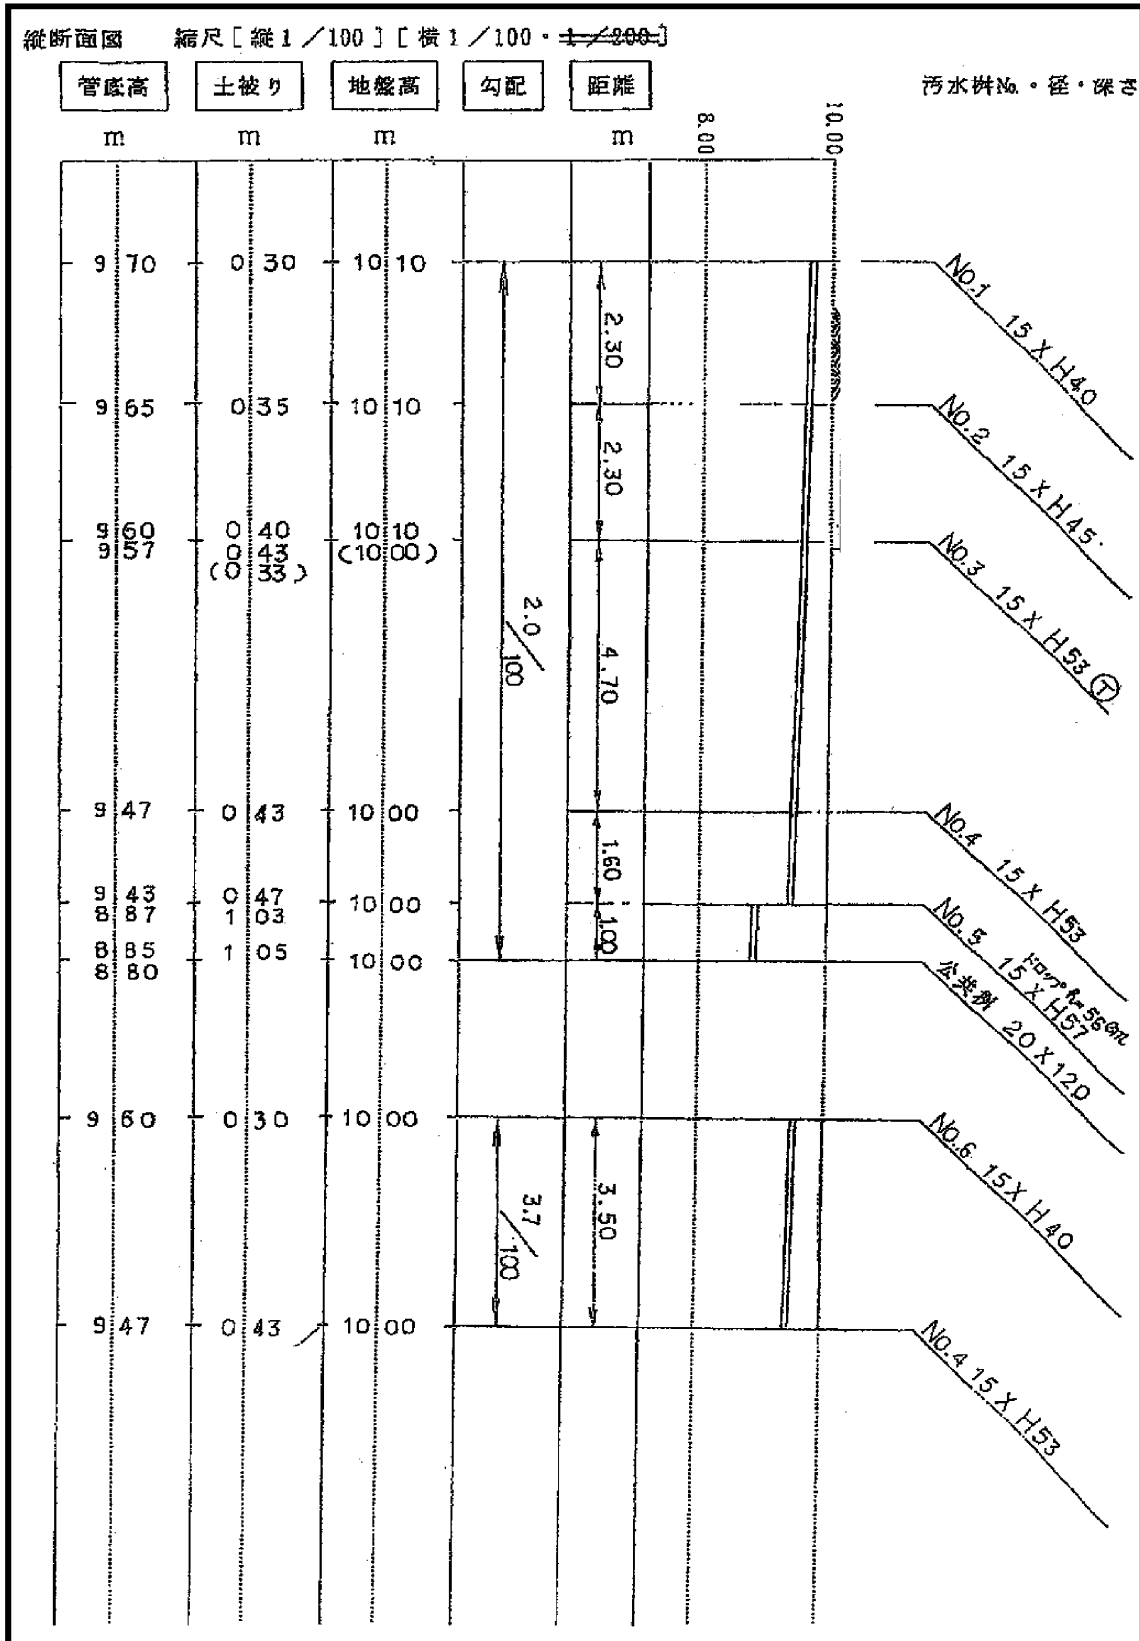 縦断面図 縮尺[縦1／100][横1／100・1／200]
管底高 土被り 地盤高 勾配 距離 汚水桝No.・径・深さ
m m m m 8.00 10.00
9 70 0 30 10 10
2.30
No.1 15×H40
9 65 0 35 10 10
2.30
No.2 15×H45
9 60 0 40 10 10
9 57 0 43 (10 00)
(0 33)
No.3 15×H53 Ⓣ
2.0/100
4.70
9 47 0 43 10 00
No.4 15×H53
1.60
9 43 0 47 10 00
8 87 1 03
No.5 15×H57
ドロップ h=56cm
1.00
8 85 1 05 10 00
8 80
公共桝 20×120
9 60 0 30 10 00
No.6 15×H40
3.7/100
3.50
9 47 0 43 10 00
No.4 15×H53